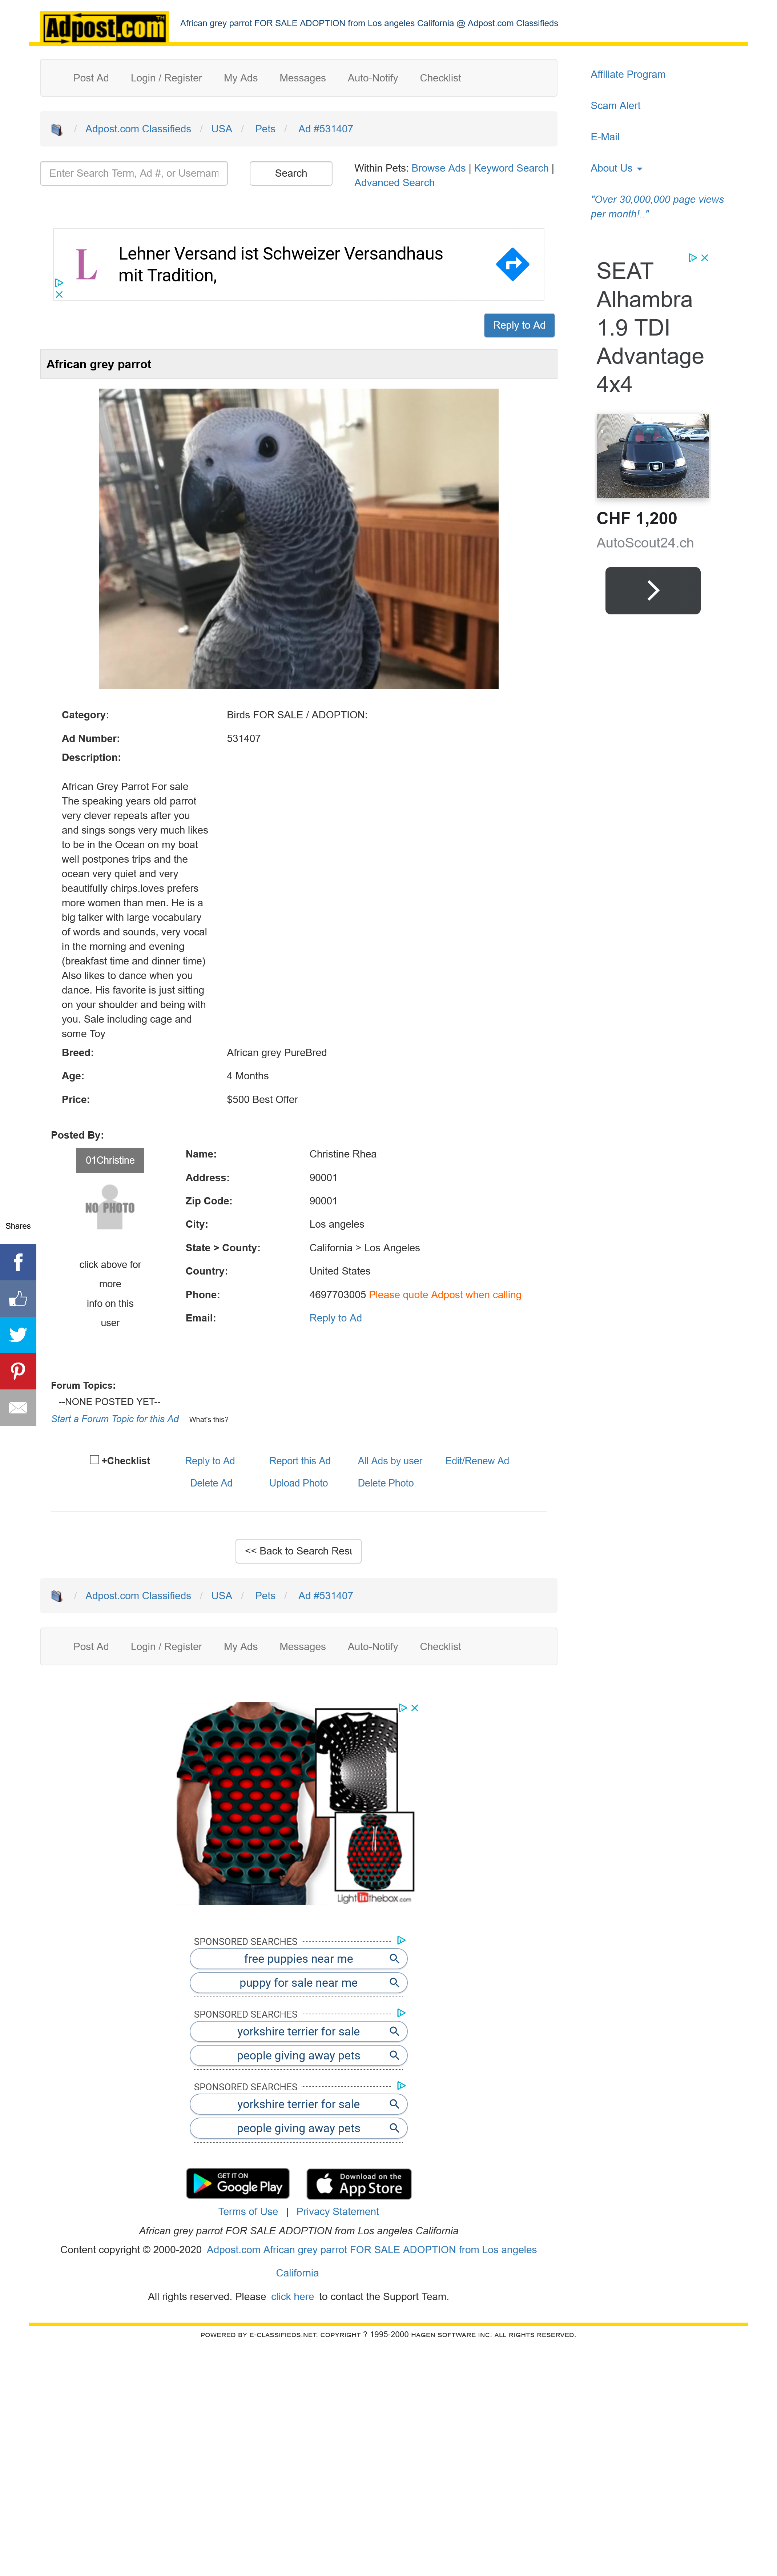 Adpost.com
African grey parrot FOR SALE ADOPTION from Los angeles California @ Adpost.com Classifieds
Post Ad Login / Register My Ads Messages Auto-Notify Checklist
/ Adpost.com Classifieds / USA / Pets / Ad #531407
Enter Search Term, Ad #, or Usernam
Search
Within Pets: Browse Ads | Keyword Search |
Advanced Search
Affiliate Program
Scam Alert
E-Mail
About Us
"Over 30,000,000 page views
per month!.."
L
Lehner Versand ist Schweizer Versandhaus
mit Tradition,
SEAT
Alhambra
1.9 TDI
Advantage
4x4
CHF 1,200
AutoScout24.ch
Reply to Ad
African grey parrot
Category: Birds FOR SALE / ADOPTION:
Ad Number: 531407
Description:
African Grey Parrot For sale
The speaking years old parrot
very clever repeats after you
and sings songs very much likes
to be in the Ocean on my boat
well postpones trips and the
ocean very quiet and very
beautifully chirps.loves prefers
more women than men. He is a
big talker with large vocabulary
of words and sounds, very vocal
in the morning and evening
(breakfast time and dinner time)
Also likes to dance when you
dance. His favorite is just sitting
on your shoulder and being with
you. Sale including cage and
some Toy
Breed: African grey PureBred
Age: 4 Months
Price: $500 Best Offer
Posted By:
01Christine
NO PHOTO
click above for
more
info on this
user
Name: Christine Rhea
Address: 90001
Zip Code: 90001
City: Los angeles
State > County: California > Los Angeles
Country: United States
Phone: 4697703005 Please quote Adpost when calling
Email: Reply to Ad
Shares
Forum Topics:
--NONE POSTED YET--
Start a Forum Topic for this Ad What's this?
+Checklist Reply to Ad Report this Ad All Ads by user Edit/Renew Ad
Delete Ad Upload Photo Delete Photo
<< Back to Search Resu
/ Adpost.com Classifieds / USA / Pets / Ad #531407
Post Ad Login / Register My Ads Messages Auto-Notify Checklist
Light In the box.com
SPONSORED SEARCHES
free puppies near me
puppy for sale near me
SPONSORED SEARCHES
yorkshire terrier for sale
people giving away pets
SPONSORED SEARCHES
yorkshire terrier for sale
people giving away pets
GET IT ON
Google Play
Download on the
App Store
Terms of Use | Privacy Statement
African grey parrot FOR SALE ADOPTION from Los angeles California
Content copyright © 2000-2020 Adpost.com African grey parrot FOR SALE ADOPTION from Los angeles
California
All rights reserved. Please click here to contact the Support Team.
POWERED BY E-CLASSIFIEDS.NET. COPYRIGHT ? 1995-2000 HAGEN SOFTWARE INC. ALL RIGHTS RESERVED.